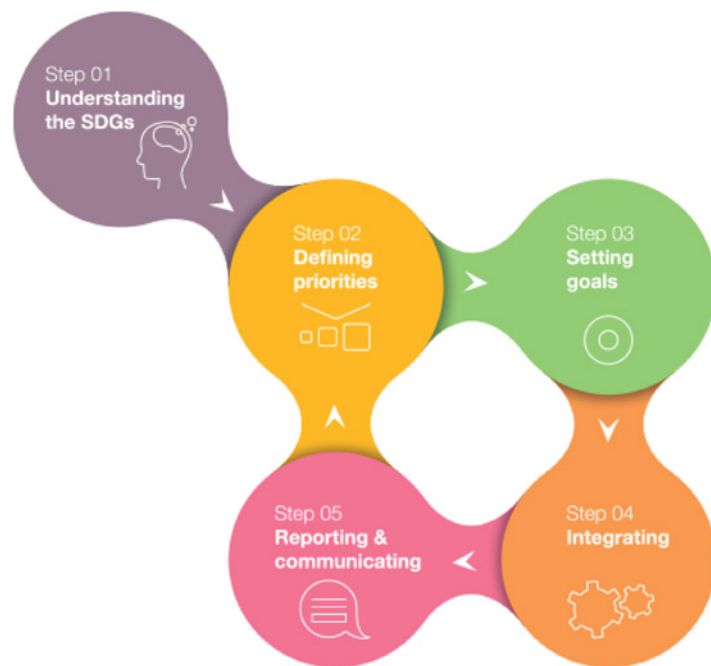 Step 01
Understanding
the SDGs
Step 02
Defining
priorities
Step 03
Setting
goals
Step 04
Integrating
Step 05
Reporting &
communicating